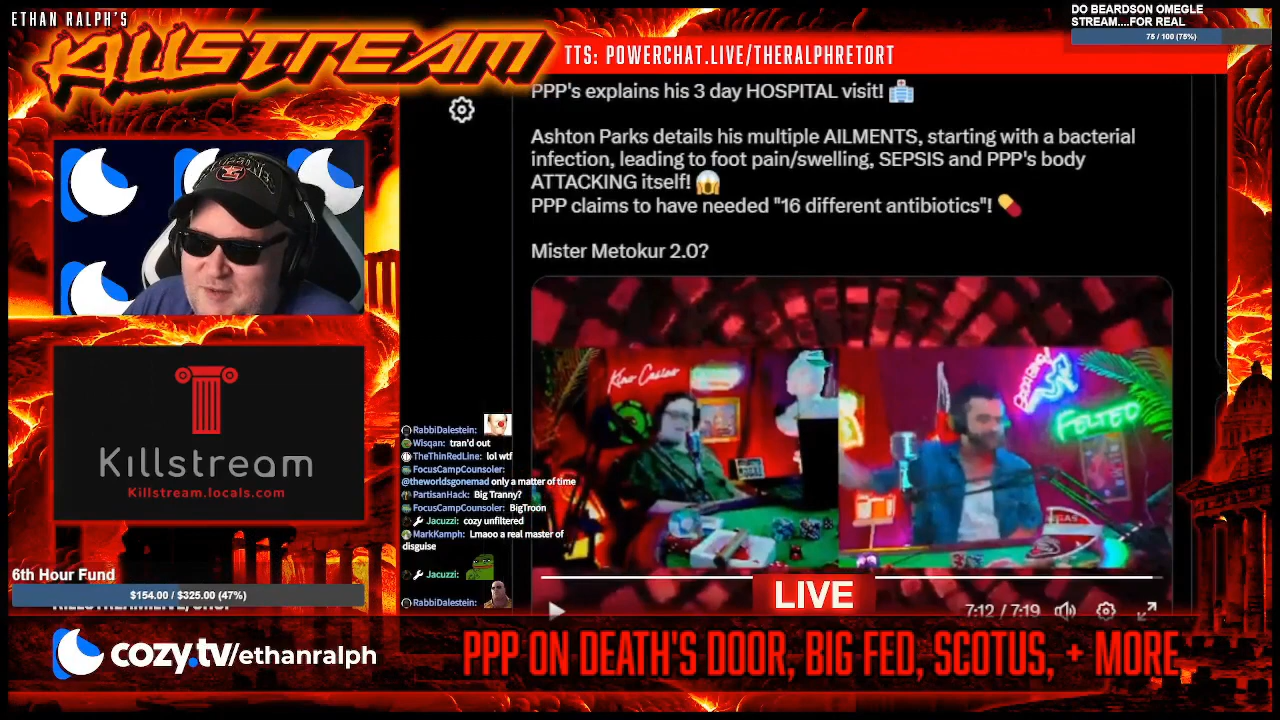 ETHAN RALPH'S
KILLSTREAM
TTS: POWERCHAT.LIVE/THERALPHRETORT
DO BEARDSON OMEGLE
STREAM....FOR REAL
75 / 100 (75%)
PPP's explains his 3 day HOSPITAL visit! 🏥
Ashton Parks details his multiple AILMENTS, starting with a bacterial
infection, leading to foot pain/swelling, SEPSIS and PPP's body
ATTACKING itself! 😱
PPP claims to have needed "16 different antibiotics"! 💊
Mister Metokur 2.0?
Kino Casino
FELTED
VEGAS
Killstream
Killstream.locals.com
RabbiDalestein:
Wisqan: tran'd out
TheThinRedLine: lol wtf
FocusCampCounsoler:
@theworldsgonemad only a matter of time
PartisanHack: Big Tranny?
FocusCampCounsoler: BigTroon
Jacuzzi: cozy unfiltered
MarkKamph: Lmaoo a real master of
disguise
Jacuzzi:
RabbiDalestein:
6th Hour Fund
$154.00 / $325.00 (47%)
LIVE
7:12 / 7:19
cozy.tv/ethanralph
PPP ON DEATH'S DOOR, BIG FED, SCOTUS, + MORE